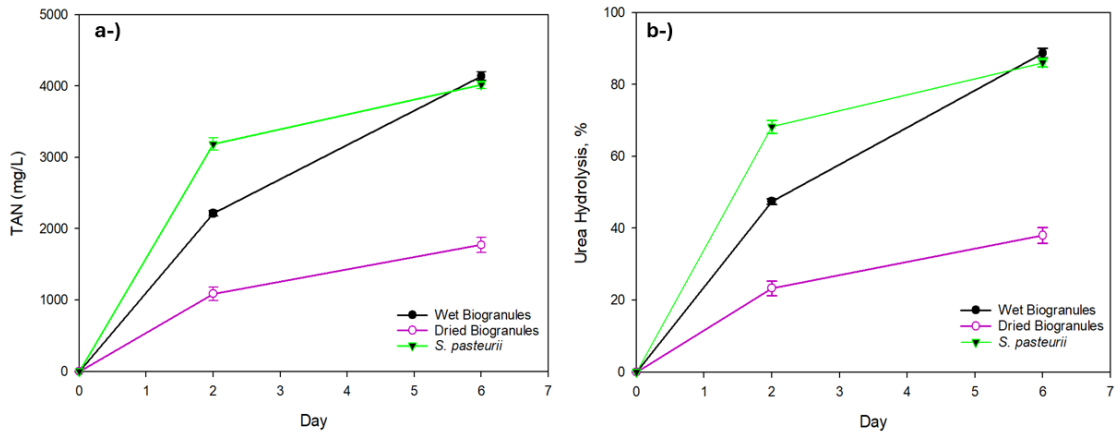 a-)
TAN (mg/L)
5000
4000
3000
2000
1000
0
0 1 2 3 4 5 6 7
Day
Wet Biogranules
Dried Biogranules
S. pasteurii
b-)
Urea Hydrolysis, %
100
80
60
40
20
0
0 1 2 3 4 5 6 7
Day
Wet Biogranules
Dried Biogranules
S. pasteurii